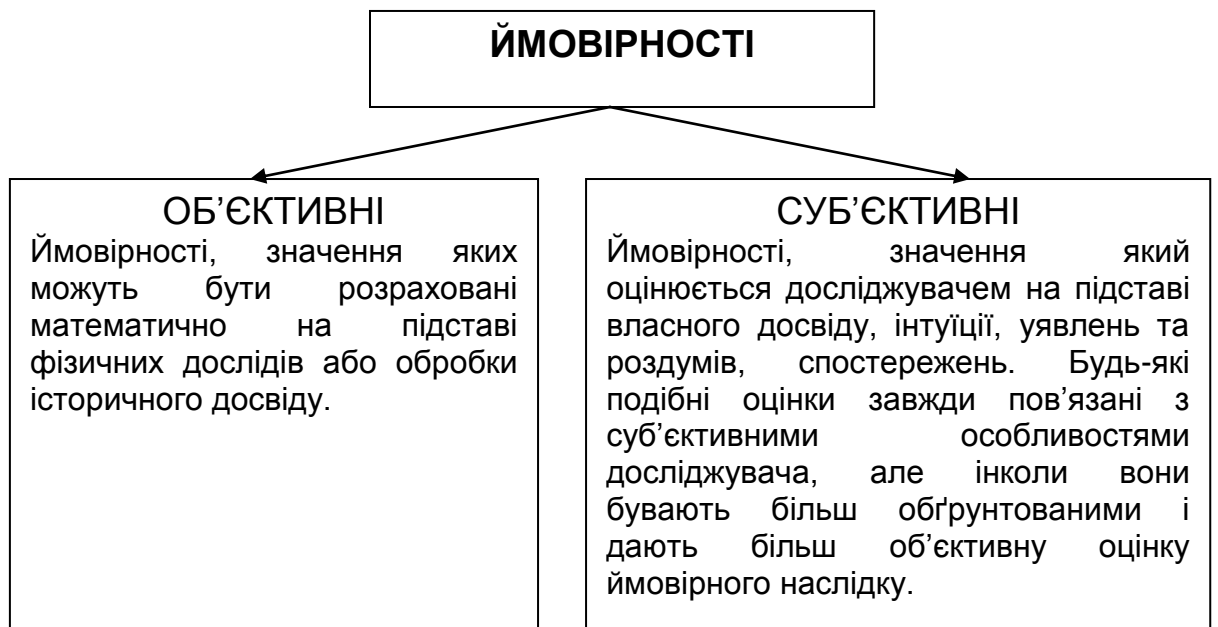 ЙМОВІРНОСТІ
ОБ’ЄКТИВНІ
Ймовірності, значення яких
можуть бути розраховані
математично на підставі
фізичних дослідів або обробки
історичного досвіду.
СУБ’ЄКТИВНІ
Ймовірності, значення який
оцінюється досліджувачем на підставі
власного досвіду, інтуїції, уявлень та
роздумів, спостережень. Будь-які
подібні оцінки завжди пов’язані з
суб’єктивними особливостями
досліджувача, але інколи вони
бувають більш обґрунтованими і
дають більш об’єктивну оцінку
ймовірного наслідку.